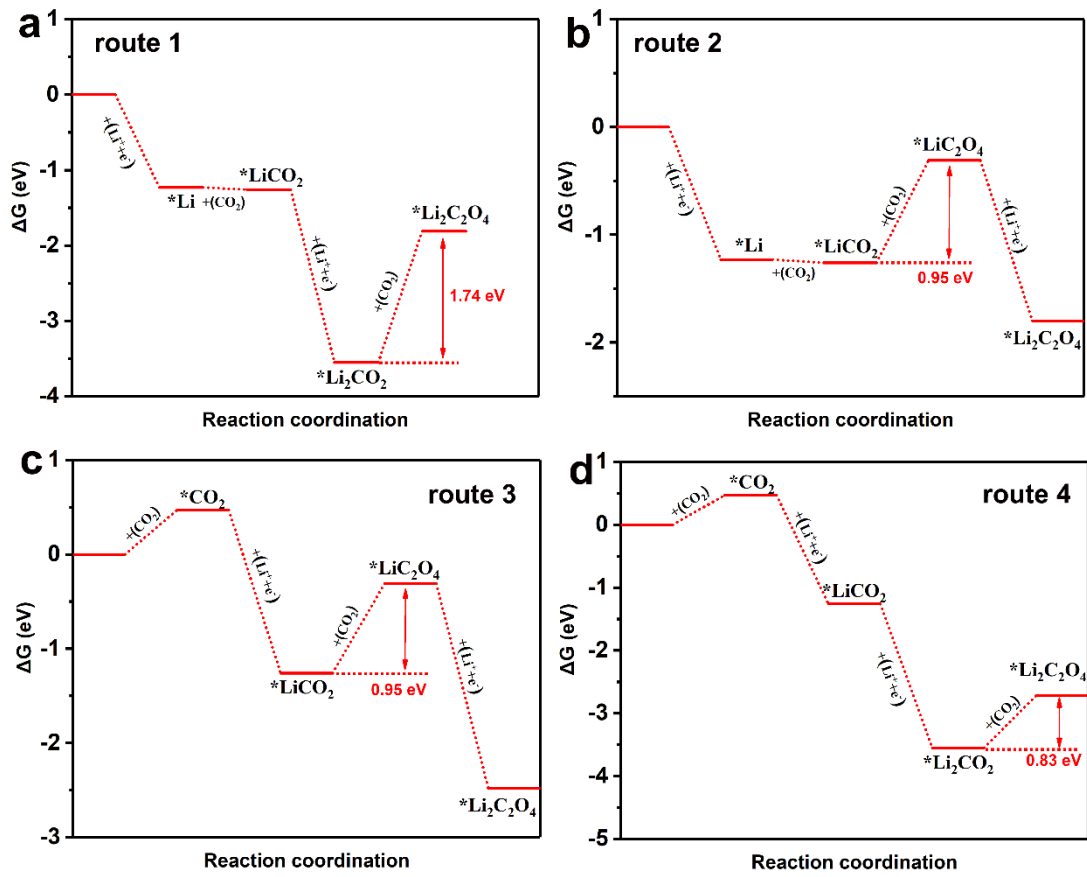 a
route 1
1
0
-1
-2
-3
-4
ΔG (eV)
+(Li⁺+e⁻)
*Li
+(CO₂)
*LiCO₂
+(Li⁺+e⁻)
*Li₂CO₂
+(CO₂)
*Li₂C₂O₄
1.74 eV
Reaction coordination
b
route 2
1
0
-1
-2
ΔG (eV)
+(Li⁺+e⁻)
*Li
+(CO₂)
*LiCO₂
+(CO₂)
*LiC₂O₄
0.95 eV
+(Li⁺+e⁻)
*Li₂C₂O₄
Reaction coordination
c
route 3
1
0
-1
-2
-3
ΔG (eV)
+(CO₂)
*CO₂
+(Li⁺+e⁻)
*LiCO₂
+(CO₂)
*LiC₂O₄
0.95 eV
+(Li⁺+e⁻)
*Li₂C₂O₄
Reaction coordination
d
route 4
1
0
-1
-2
-3
-4
-5
ΔG (eV)
+(CO₂)
*CO₂
+(Li⁺+e⁻)
*LiCO₂
+(Li⁺+e⁻)
*Li₂CO₂
+(CO₂)
*Li₂C₂O₄
0.83 eV
Reaction coordination